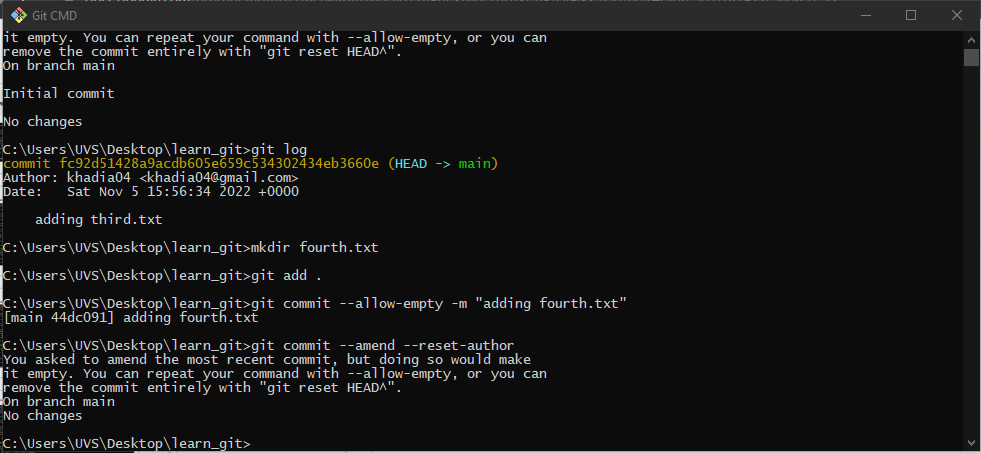 Git CMD
it empty. You can repeat your command with --allow-empty, or you can
remove the commit entirely with "git reset HEAD^".
On branch main
Initial commit
No changes
C:\Users\UVS\Desktop\learn_git>git log
commit fc92d51428a9acdb605e659c534302434eb3660e (HEAD -> main)
Author: khadia04 <khadia04@gmail.com>
Date:   Sat Nov 5 15:56:34 2022 +0000
    adding third.txt
C:\Users\UVS\Desktop\learn_git>mkdir fourth.txt
C:\Users\UVS\Desktop\learn_git>git add .
C:\Users\UVS\Desktop\learn_git>git commit --allow-empty -m "adding fourth.txt"
[main 44dc091] adding fourth.txt
C:\Users\UVS\Desktop\learn_git>git commit --amend --reset-author
You asked to amend the most recent commit, but doing so would make
it empty. You can repeat your command with --allow-empty, or you can
remove the commit entirely with "git reset HEAD^".
On branch main
No changes
C:\Users\UVS\Desktop\learn_git>